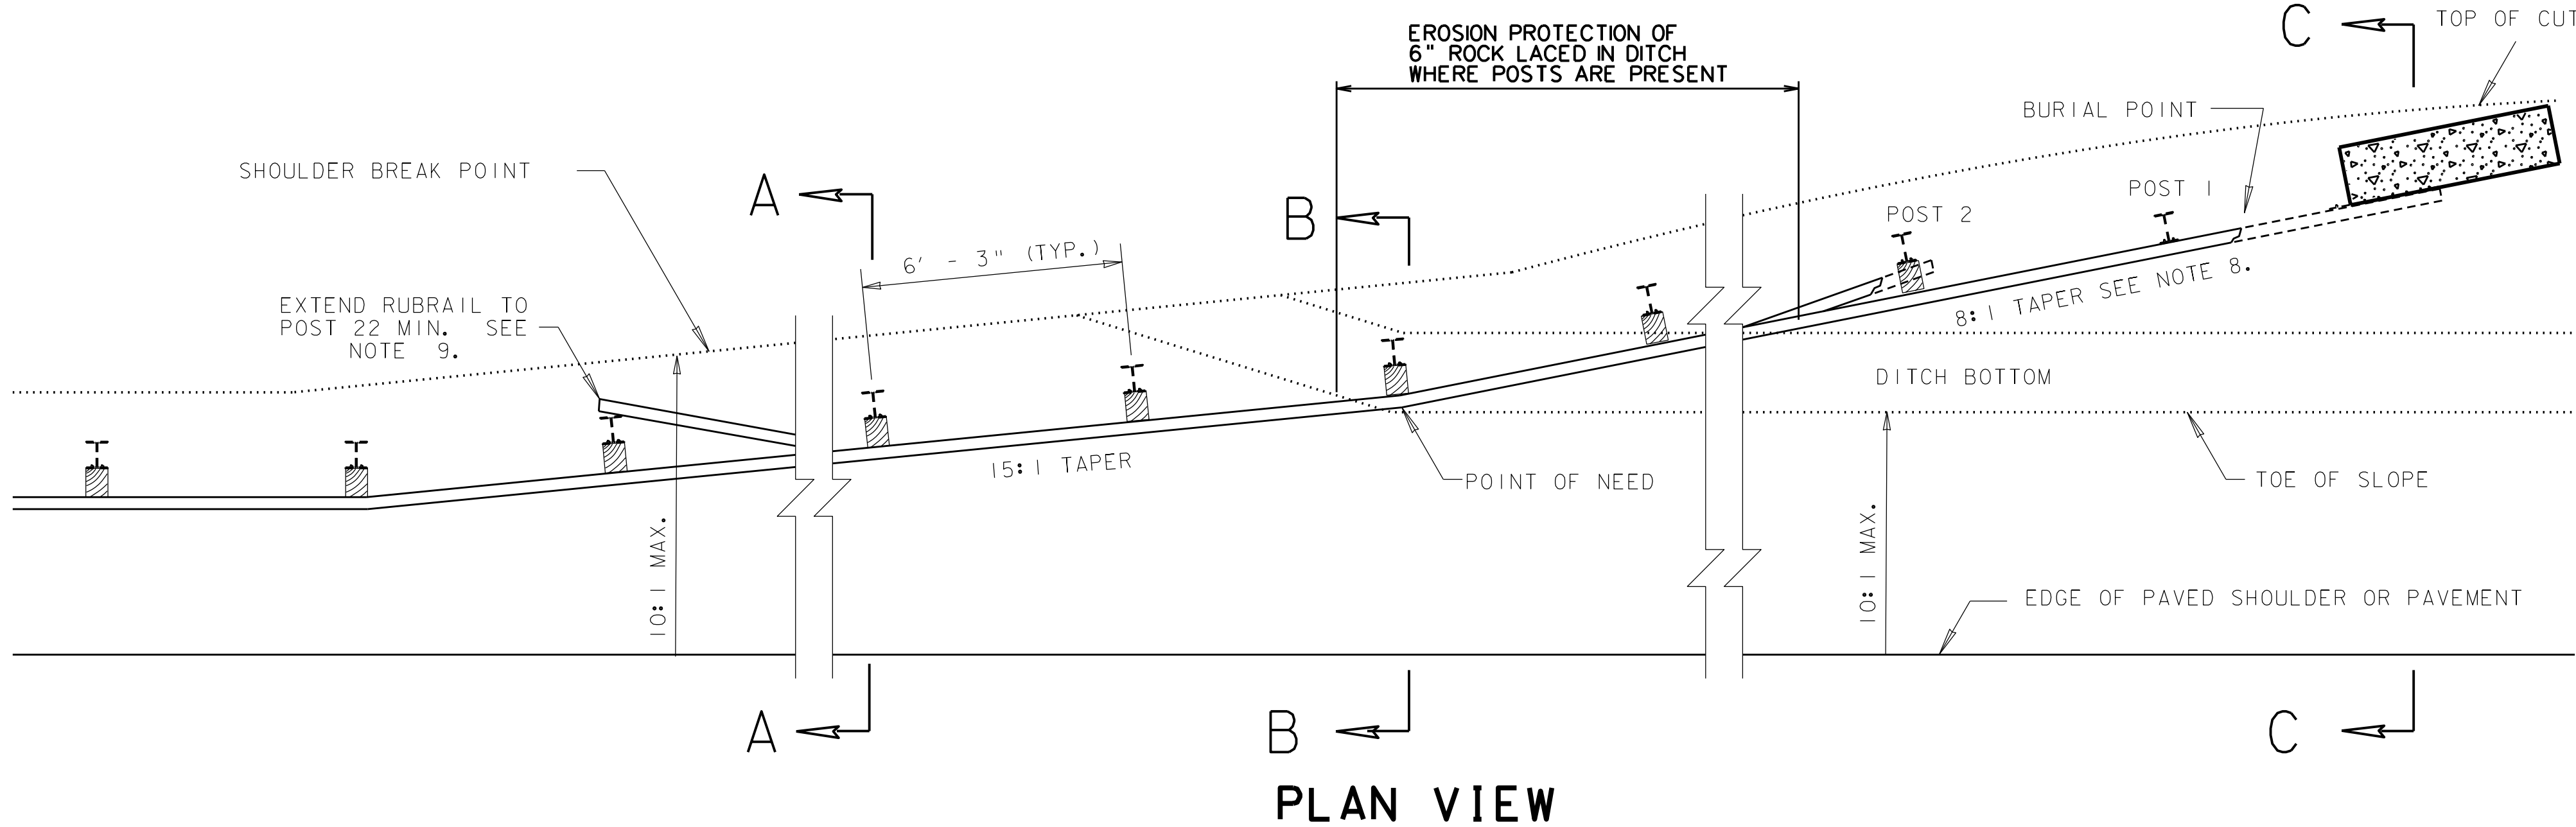 EROSION PROTECTION OF
6" ROCK LACED IN DITCH
WHERE POSTS ARE PRESENT
C
TOP OF CUT
BURIAL POINT
SHOULDER BREAK POINT
A
B
POST 2
POST 1
6' - 3" (TYP.)
EXTEND RUBRAIL TO
POST 22 MIN. SEE
NOTE 9.
8:1 TAPER SEE NOTE 8.
DITCH BOTTOM
15:1 TAPER
POINT OF NEED
TOE OF SLOPE
10:1 MAX.
10:1 MAX.
EDGE OF PAVED SHOULDER OR PAVEMENT
A
B
C
PLAN VIEW